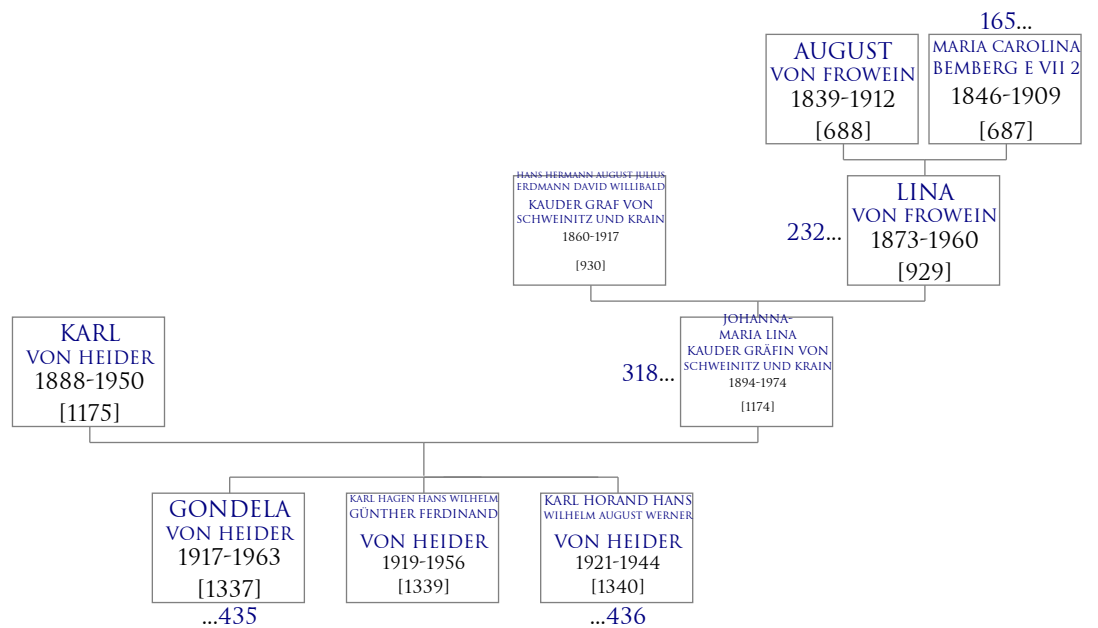 165...
AUGUST
VON FROWEIN
1839-1912
[688]
MARIA CAROLINA
BEMBERG E VII 2
1846-1909
[687]
HANS HERMANN AUGUST JULIUS
ERDMANN DAVID WILLIBALD
KAUDER GRAF VON
SCHWEINITZ UND KRAIN
1860-1917
[930]
232...
LINA
VON FROWEIN
1873-1960
[929]
KARL
VON HEIDER
1888-1950
[1175]
318...
JOHANNA-
MARIA LINA
KAUDER GRÄFIN VON
SCHWEINITZ UND KRAIN
1894-1974
[1174]
GONDELA
VON HEIDER
1917-1963
[1337]
...435
KARL HAGEN HANS WILHELM
GÜNTHER FERDINAND
VON HEIDER
1919-1956
[1339]
KARL HORAND HANS
WILHELM AUGUST WERNER
VON HEIDER
1921-1944
[1340]
...436